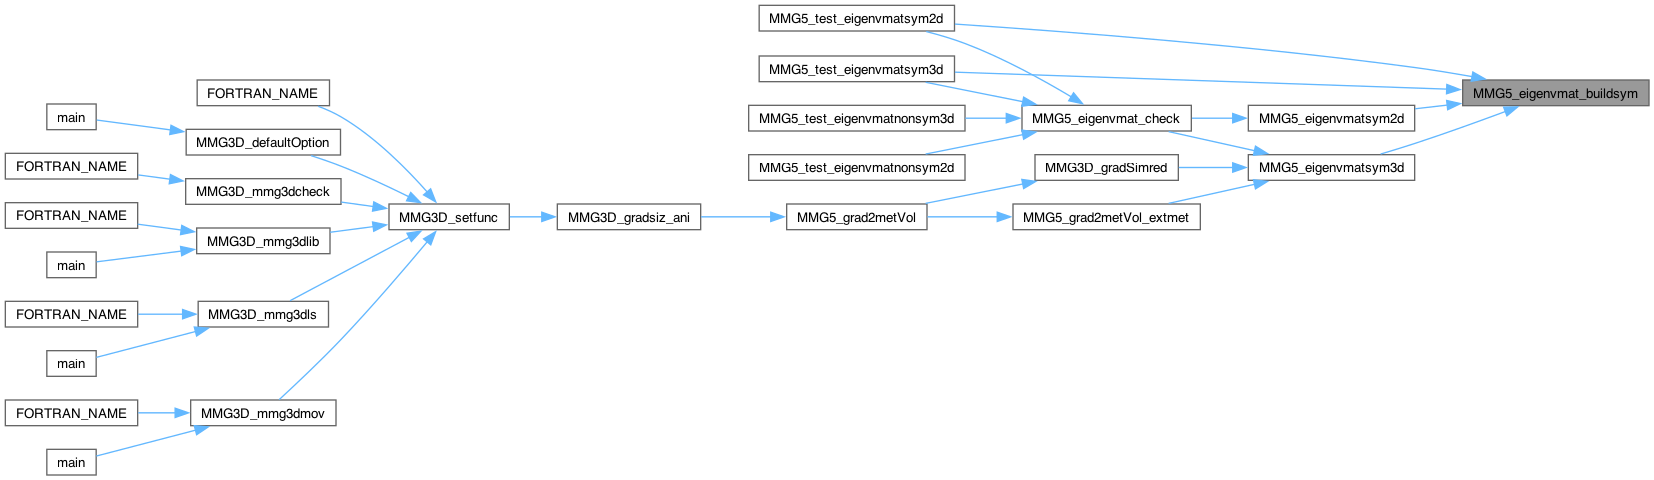 MMG5_test_eigenvmatsym2d
MMG5_test_eigenvmatsym3d
FORTRAN_NAME
MMG5_eigenvmat_buildsym
main
MMG5_test_eigenvmatnonsym3d
MMG5_eigenvmat_check
MMG5_eigenvmatsym2d
MMG3D_defaultOption
FORTRAN_NAME
MMG5_test_eigenvmatnonsym2d
MMG3D_gradSimred
MMG5_eigenvmatsym3d
MMG3D_mmg3dcheck
FORTRAN_NAME
MMG3D_setfunc
MMG3D_gradsiz_ani
MMG5_grad2metVol
MMG5_grad2metVol_extmet
MMG3D_mmg3dlib
main
FORTRAN_NAME
MMG3D_mmg3dls
main
FORTRAN_NAME
MMG3D_mmg3dmov
main